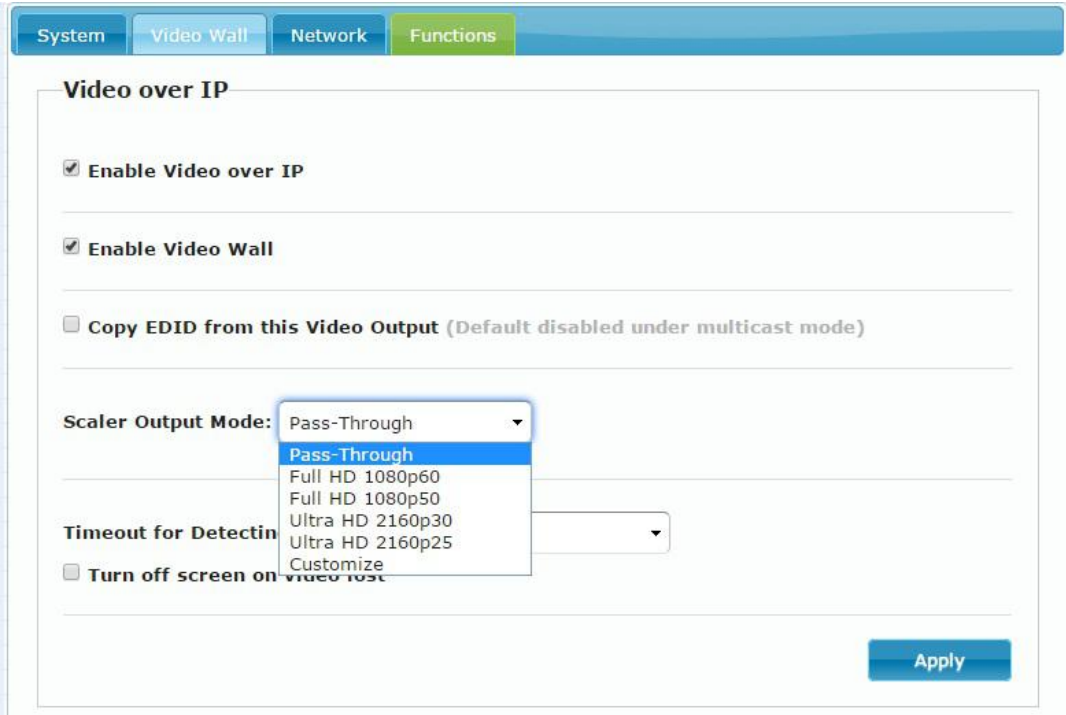 System Video Wall Network Functions
Video over IP
Enable Video over IP
Enable Video Wall
Copy EDID from this Video Output (Default disabled under multicast mode)
Scaler Output Mode: Pass-Through
Pass-Through
Full HD 1080p60
Full HD 1080p50
Ultra HD 2160p30
Ultra HD 2160p25
Customize
Timeout for Detectin
Turn off screen on video lost
Apply